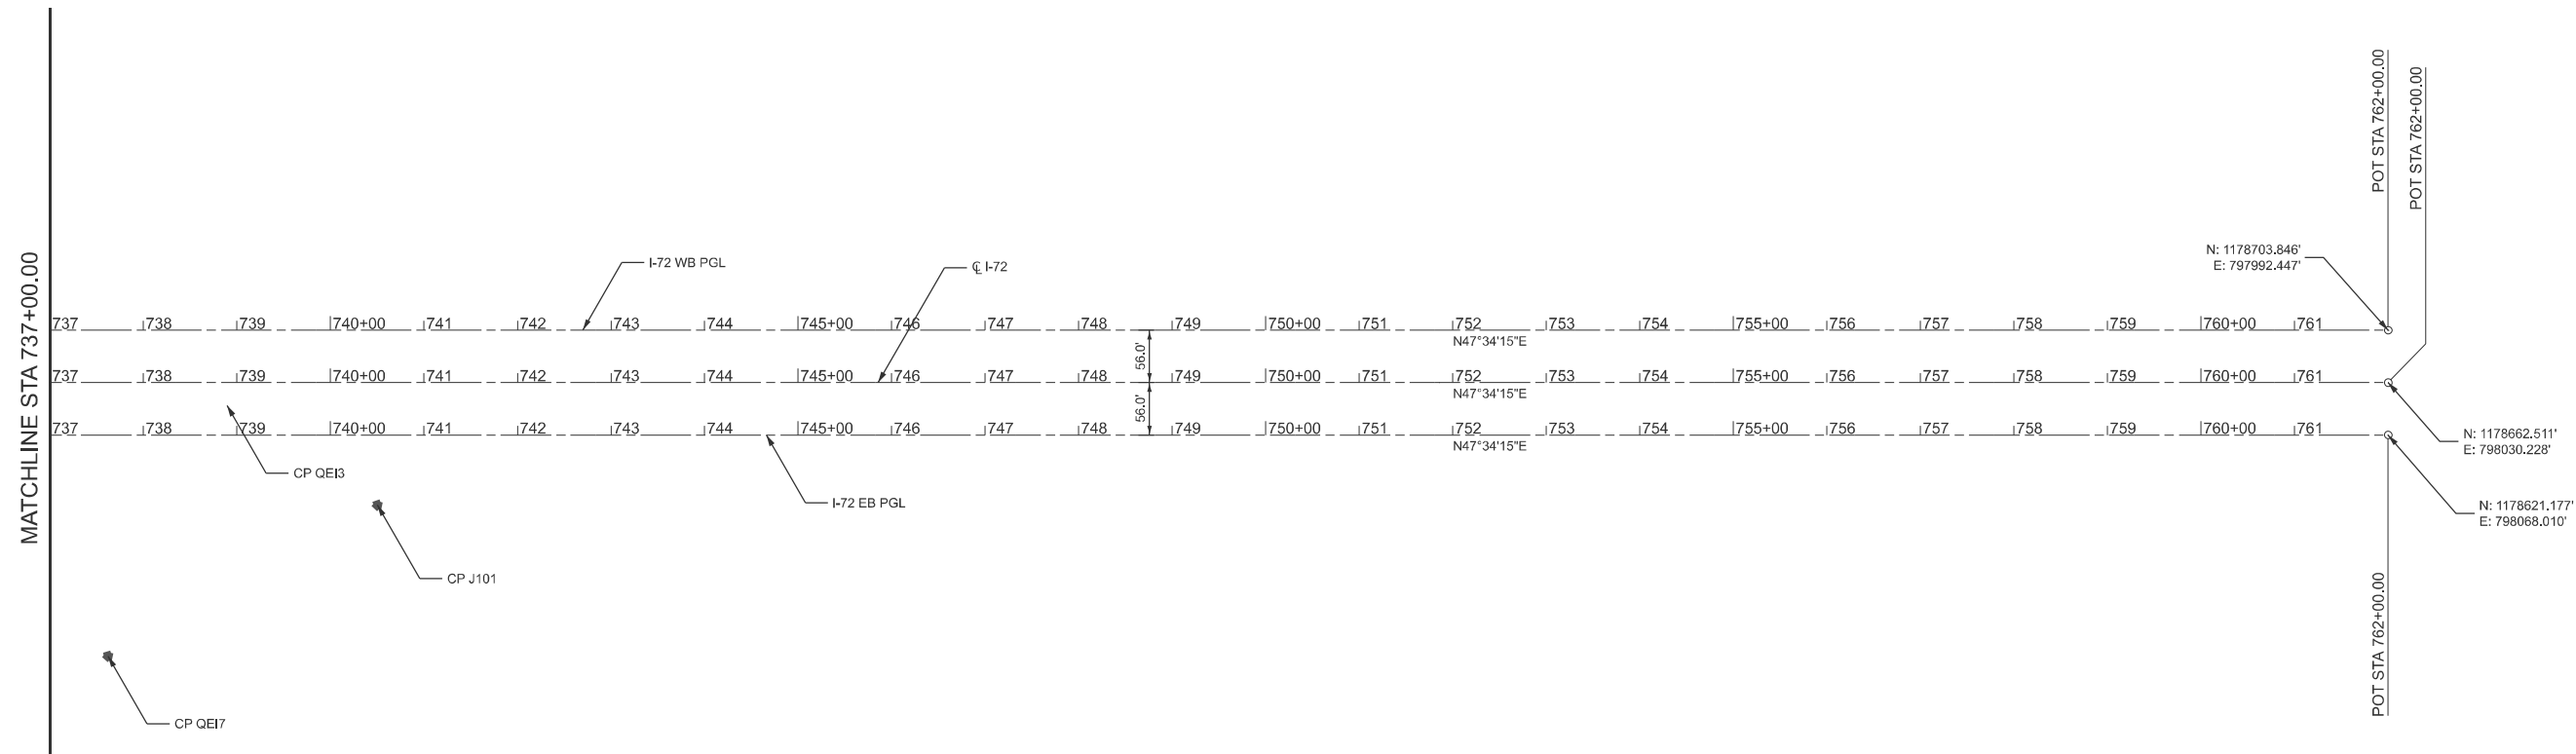 MATCHLINE STA 737+00.00
POT STA 762+00.00
POT STA 762+00.00
I-72 WB PGL
℄ I-72
N: 1178703.846'
E: 797992.447'
737 738 739 740+00 741 742 743 744 745+00 746 747 748 749 750+00 751 752 753 754 755+00 756 757 758 759 760+00 761
N47°34'15"E
56.0'
737 738 739 740+00 741 742 743 744 745+00 746 747 748 749 750+00 751 752 753 754 755+00 756 757 758 759 760+00 761
N47°34'15"E
56.0'
737 738 739 740+00 741 742 743 744 745+00 746 747 748 749 750+00 751 752 753 754 755+00 756 757 758 759 760+00 761
N47°34'15"E
N: 1178662.511'
E: 798030.228'
CP QEI3
I-72 EB PGL
N: 1178621.177'
E: 798068.010'
CP J101
POT STA 762+00.00
CP QEI7